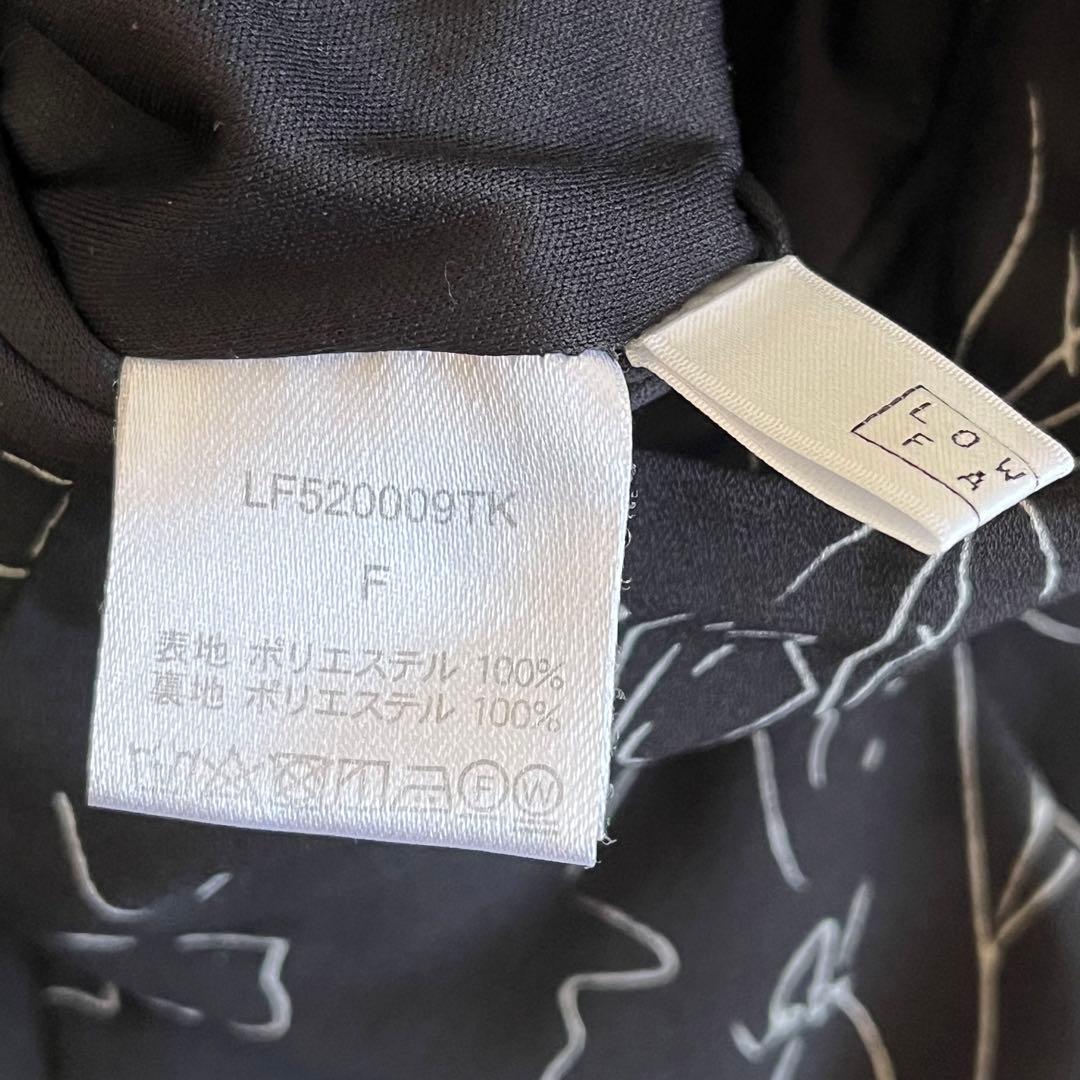 LF520009TK
F
表地 ポリエステル 100%
裏地 ポリエステル 100%
F W
LOW
FA